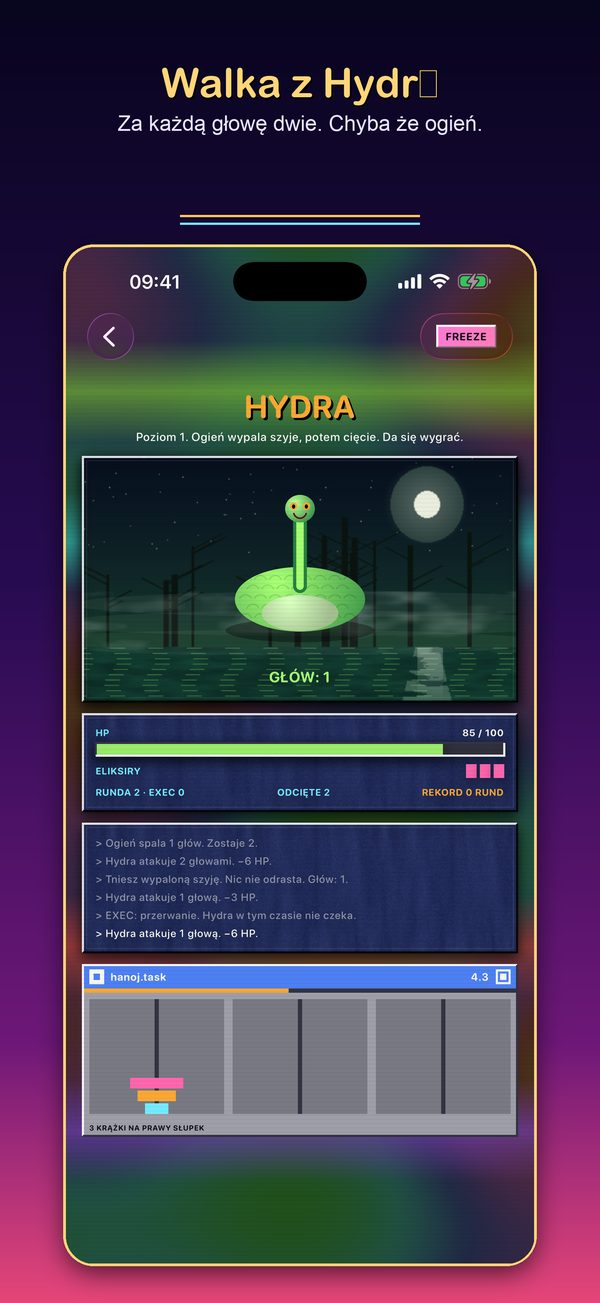 Walka z Hydr□
Za każdą głowę dwie. Chyba że ogień.
09:41
FREEZE
HYDRA
Poziom 1. Ogień wypala szyje, potem cięcie. Da się wygrać.
GŁÓW: 1
HP 85 / 100
ELIKSIRY
RUNDA 2 · EXEC 0 ODCIĘTE 2 REKORD 0 RUND
> Ogień spala 1 głów. Zostaje 2.
> Hydra atakuje 2 głowami. −6 HP.
> Tniesz wypaloną szyję. Nic nie odrasta. Głów: 1.
> Hydra atakuje 1 głową. −3 HP.
> EXEC: przerwanie. Hydra w tym czasie nie czeka.
> Hydra atakuje 1 głową. −6 HP.
hanoj.task 4.3
3 KRĄŻKI NA PRAWY SŁUPEK